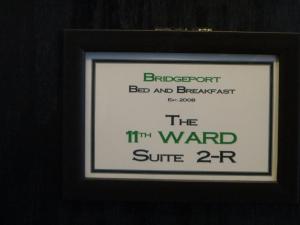 Bridgeport
Bed and Breakfast
Est. 2008
The
11th WARD
Suite 2-R